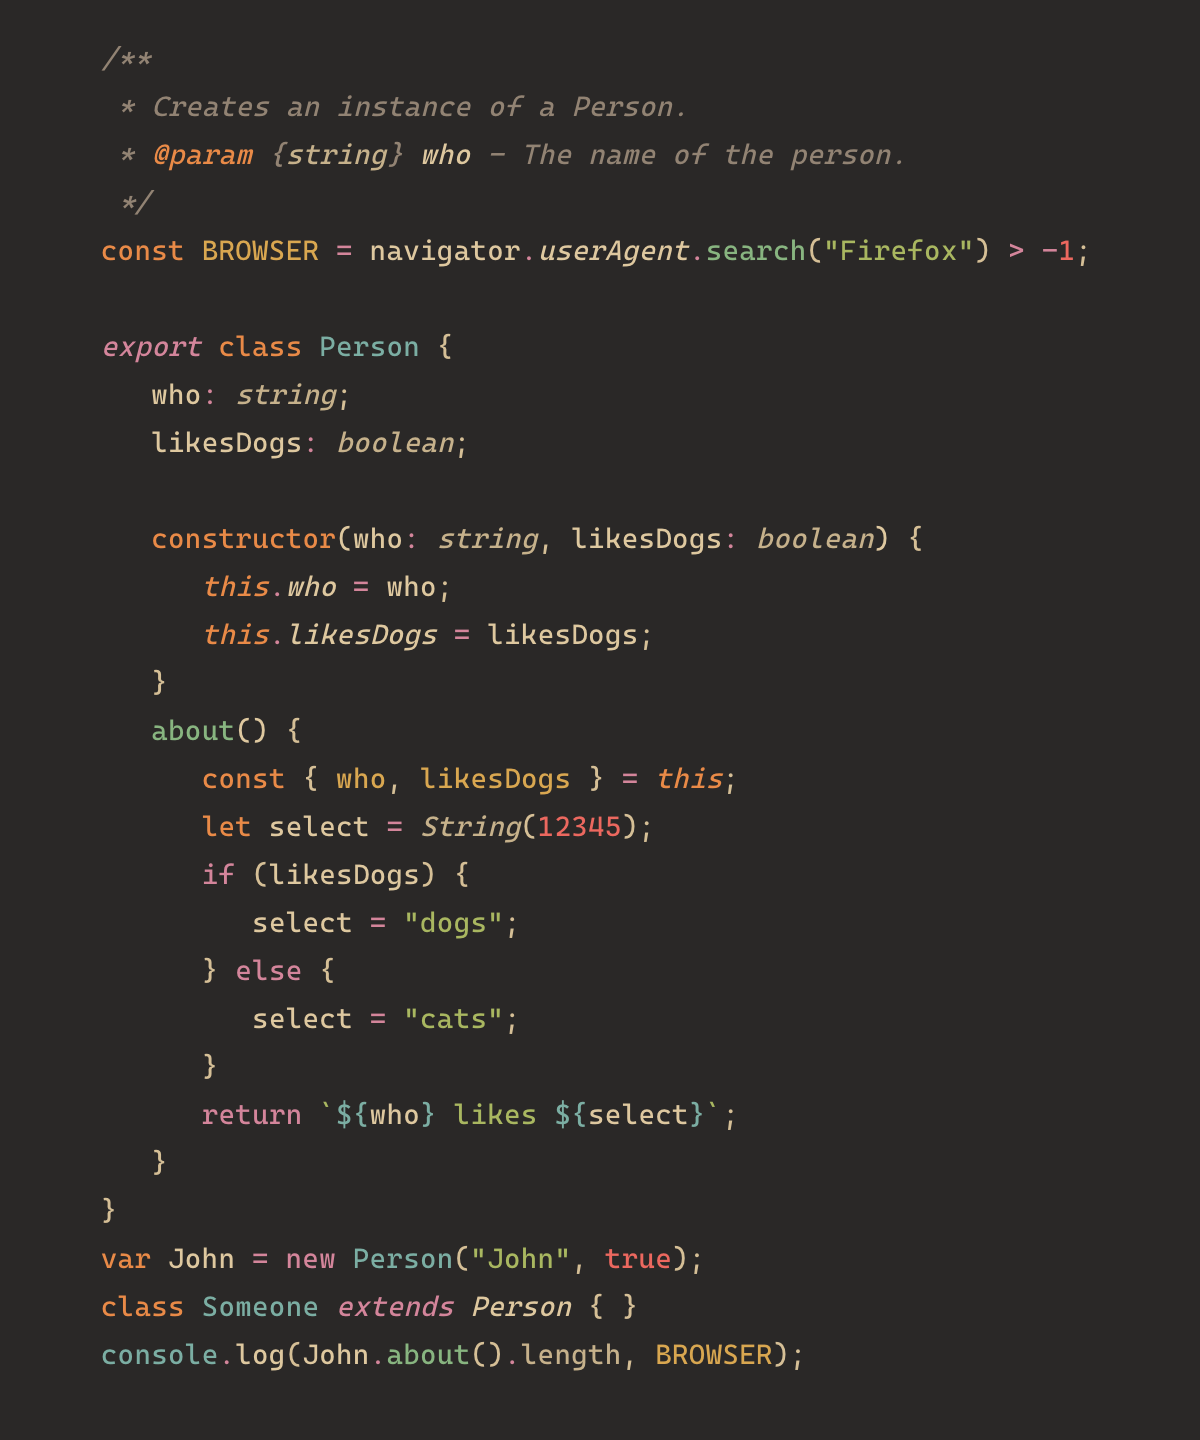 /**
 * Creates an instance of a Person.
 * @param {string} who - The name of the person.
 */
const BROWSER = navigator.userAgent.search("Firefox") > -1;

export class Person {
   who: string;
   likesDogs: boolean;

   constructor(who: string, likesDogs: boolean) {
      this.who = who;
      this.likesDogs = likesDogs;
   }
   about() {
      const { who, likesDogs } = this;
      let select = String(12345);
      if (likesDogs) {
         select = "dogs";
      } else {
         select = "cats";
      }
      return `${who} likes ${select}`;
   }
}
var John = new Person("John", true);
class Someone extends Person { }
console.log(John.about().length, BROWSER);